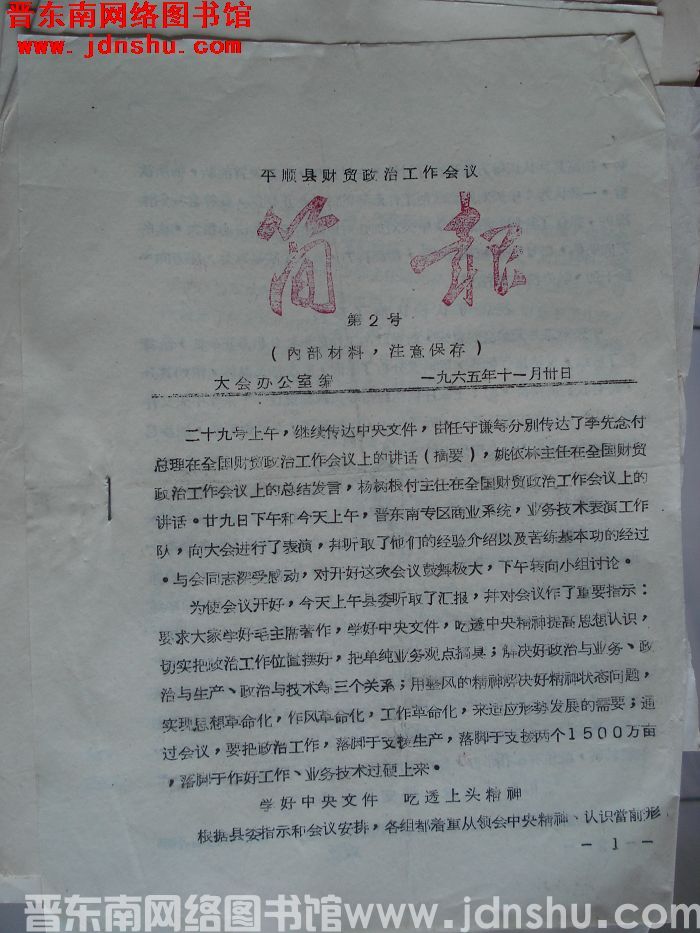 晋东南网络图书馆
www.jdnshu.com
平顺县财贸政治工作会议
简报
第2号
(内部材料，注意保存)
大会办公室编 一九六五年十一月卅日
二十九号上午，继续传达中央文件，由任守谦等分别传达了李先念付
总理在全国财贸政治工作会议上的讲话(摘要)，姚依林主任在全国财贸
政治工作会议上的总结发言，杨树根付主任在全国财贸政治工作会议上的
讲话。廿九日下午和今天上午，晋东南专区商业系统，业务技术表演工作
队，向大会进行了表演，并听取了他们的经验介绍以及苦练基本功的经过
。与会同志深受感动，对开好这次会议鼓舞极大，下午转向小组讨论。
为使会议开好，今天上午县委听取了汇报，并对会议作了重要指示：
要求大家学好毛主席著作，学好中央文件，吃透中央精神提高思想认识，
切实把政治工作位置摆好，把单纯业务观点搞臭；解决好政治与业务、政
治与生产、政治与技术等三个关系；用整风的精神解决好精神状态问题，
实现思想革命化，作风革命化，工作革命化，来适应形势发展的需要；通
过会议，要把政治工作，落脚于支援生产，落脚于支援两个1500万亩
，落脚于作好工作、业务技术过硬上来。
学好中央文件 吃透上头精神
根据县委指示和会议安排，各组都着重从领会中央精神、认识当前形
－1－
晋东南网络图书馆www.jdnshu.com